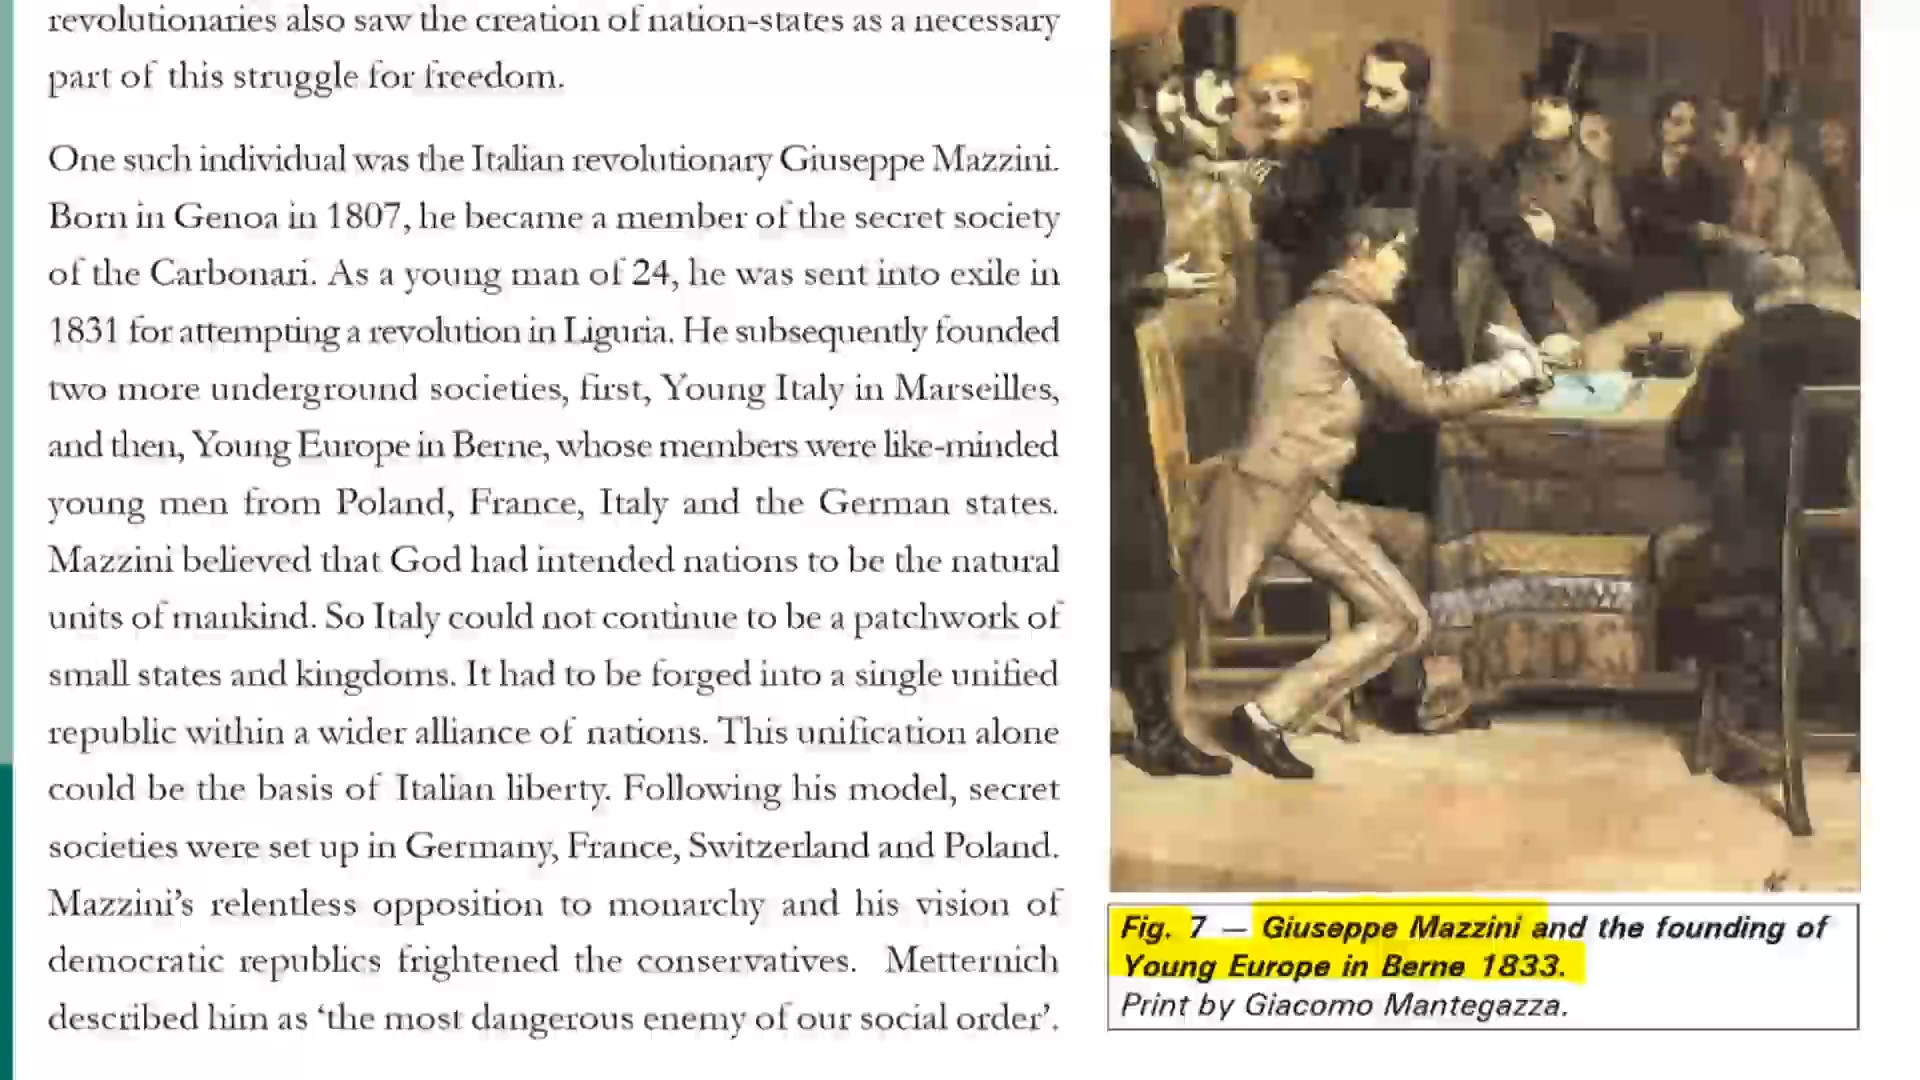 revolutionaries also saw the creation of nation-states as a necessary
part of this struggle for freedom.
One such individual was the Italian revolutionary Giuseppe Mazzini.
Born in Genoa in 1807, he became a member of the secret society
of the Carbonari. As a young man of 24, he was sent into exile in
1831 for attempting a revolution in Liguria. He subsequently founded
two more underground societies, first, Young Italy in Marseilles,
and then, Young Europe in Berne, whose members were like-minded
young men from Poland, France, Italy and the German states.
Mazzini believed that God had intended nations to be the natural
units of mankind. So Italy could not continue to be a patchwork of
small states and kingdoms. It had to be forged into a single unified
republic within a wider alliance of nations. This unification alone
could be the basis of Italian liberty. Following his model, secret
societies were set up in Germany, France, Switzerland and Poland.
Mazzini’s relentless opposition to monarchy and his vision of
democratic republics frightened the conservatives. Metternich
described him as ‘the most dangerous enemy of our social order’.
Fig. 7 — Giuseppe Mazzini and the founding of
Young Europe in Berne 1833.
Print by Giacomo Mantegazza.